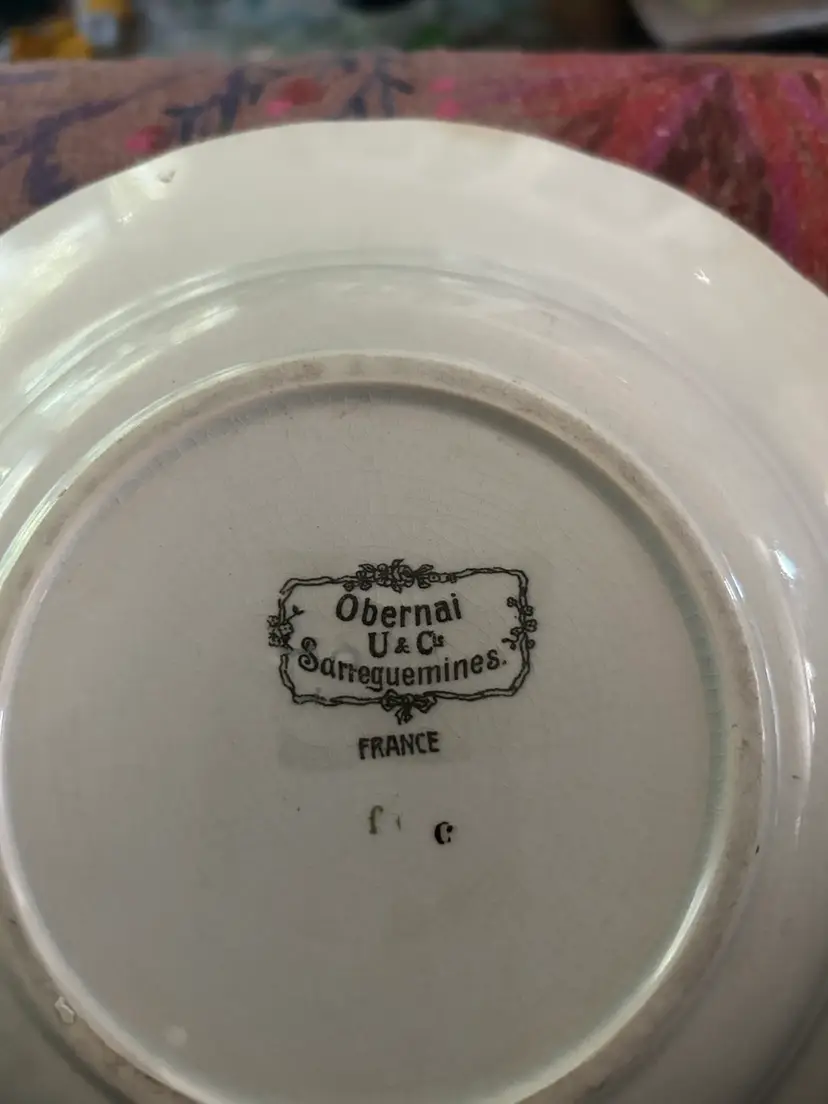 Obernai
U & Cie
Sarreguemines.
FRANCE
f c